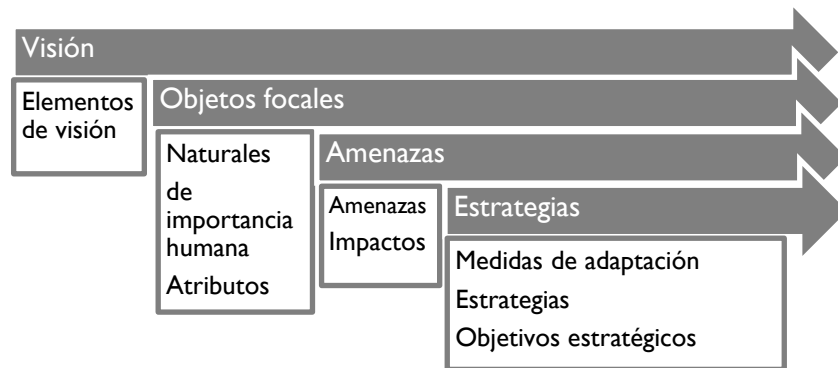 Visión
Elementos
de visión
Objetos focales
Naturales
de
importancia
humana
Atributos
Amenazas
Amenazas
Impactos
Estrategias
Medidas de adaptación
Estrategias
Objetivos estratégicos